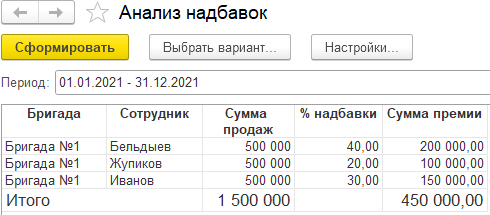 Анализ надбавок
Сформировать Выбрать вариант... Настройки...
Период: 01.01.2021 - 31.12.2021
Бригада Сотрудник Сумма продаж % надбавки Сумма премии
Бригада №1 Бельдыев 500 000 40,00 200 000,00
Бригада №1 Жупиков 500 000 20,00 100 000,00
Бригада №1 Иванов 500 000 30,00 150 000,00
Итого 1 500 000 450 000,00